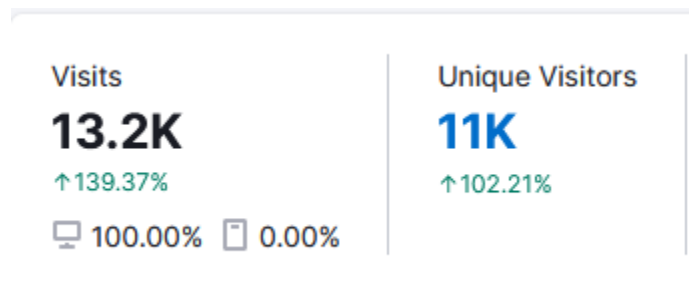 Visits
13.2K
↑139.37%
100.00% 0.00%
Unique Visitors
11K
↑102.21%